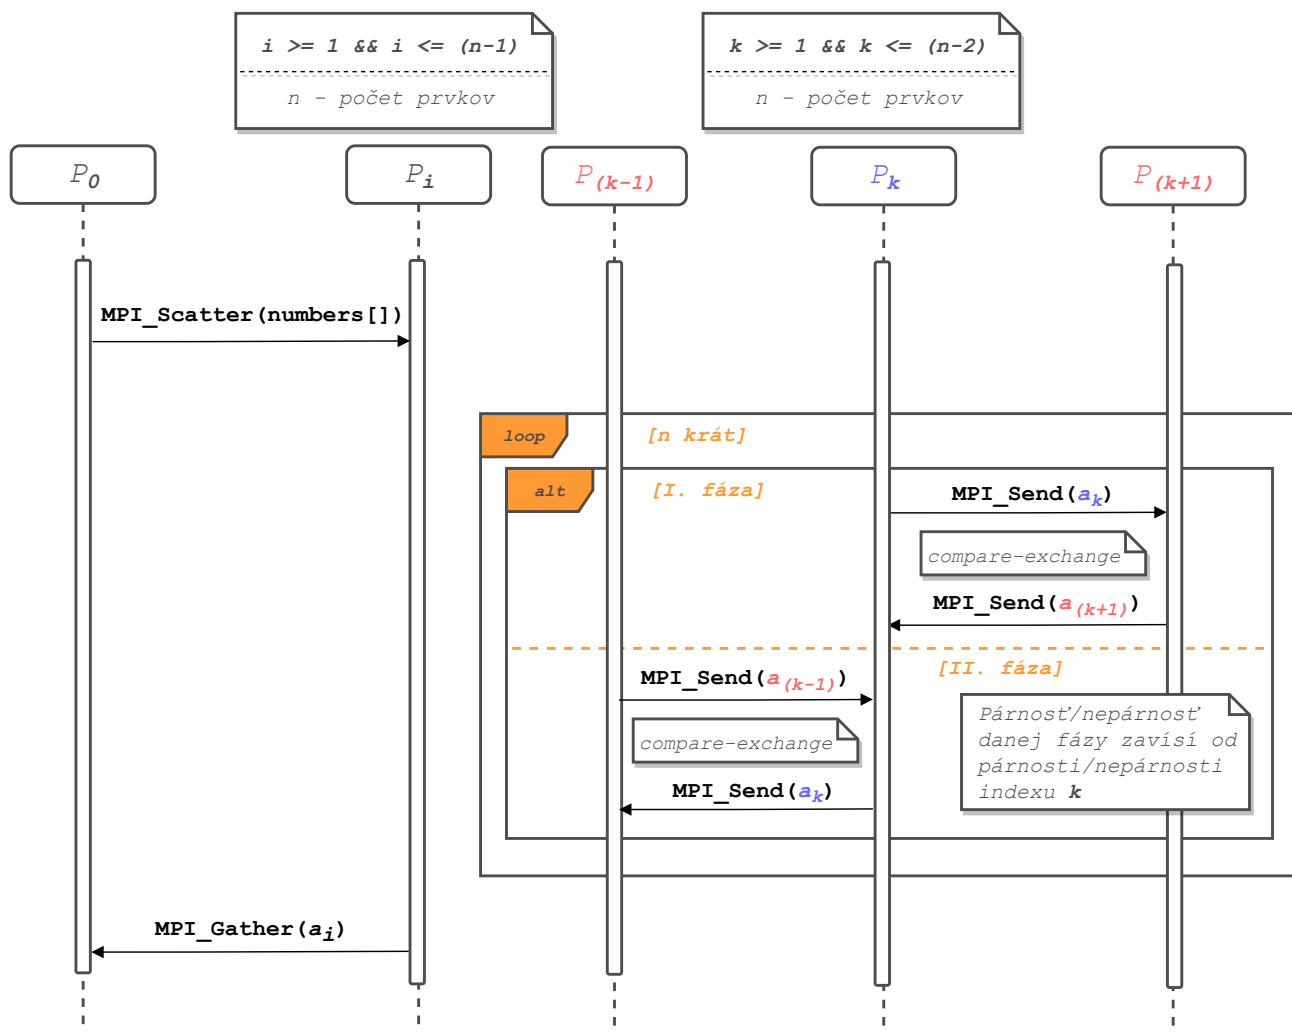 i >= 1 && i <= (n-1)
n - počet prvkov
k >= 1 && k <= (n-2)
n - počet prvkov
P0
Pi
P(k-1)
Pk
P(k+1)
MPI_Scatter(numbers[])
loop
[n krát]
alt
[I. fáza]
MPI_Send(ak)
compare-exchange
MPI_Send(a(k+1))
[II. fáza]
MPI_Send(a(k-1))
compare-exchange
MPI_Send(ak)
Párnosť/nepárnosť
danej fázy zavísí od
párnosti/nepárnosti
indexu k
MPI_Gather(ai)